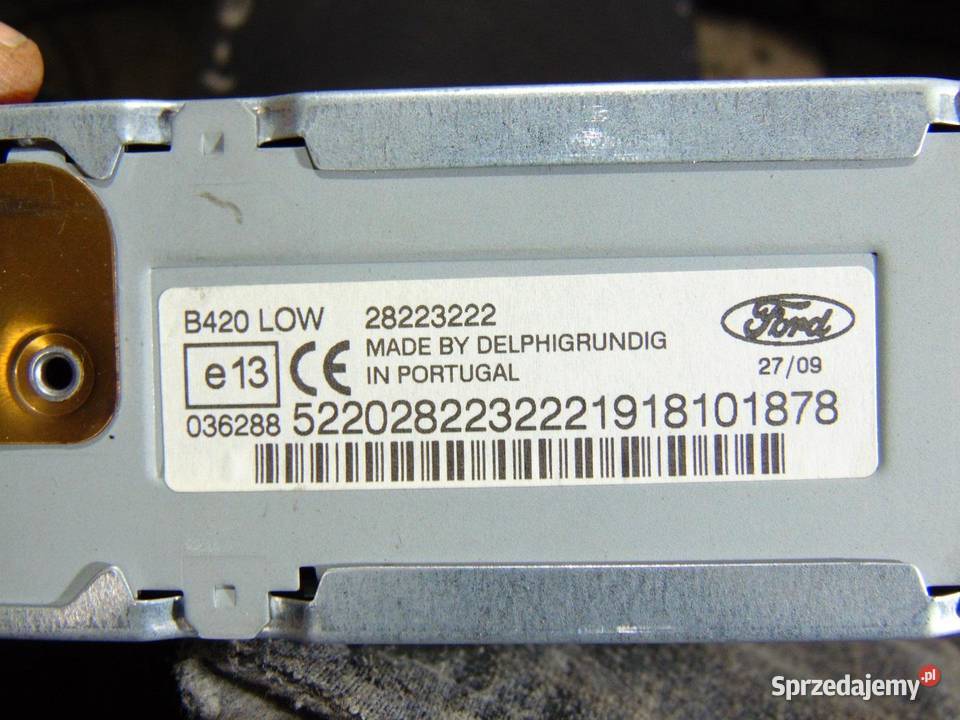 B420 LOW 28223222
MADE BY DELPHIGRUNDIG
IN PORTUGAL
Ford
27/09
e13
CE
036288 5220282232221918101878
Sprzedajemy.pl